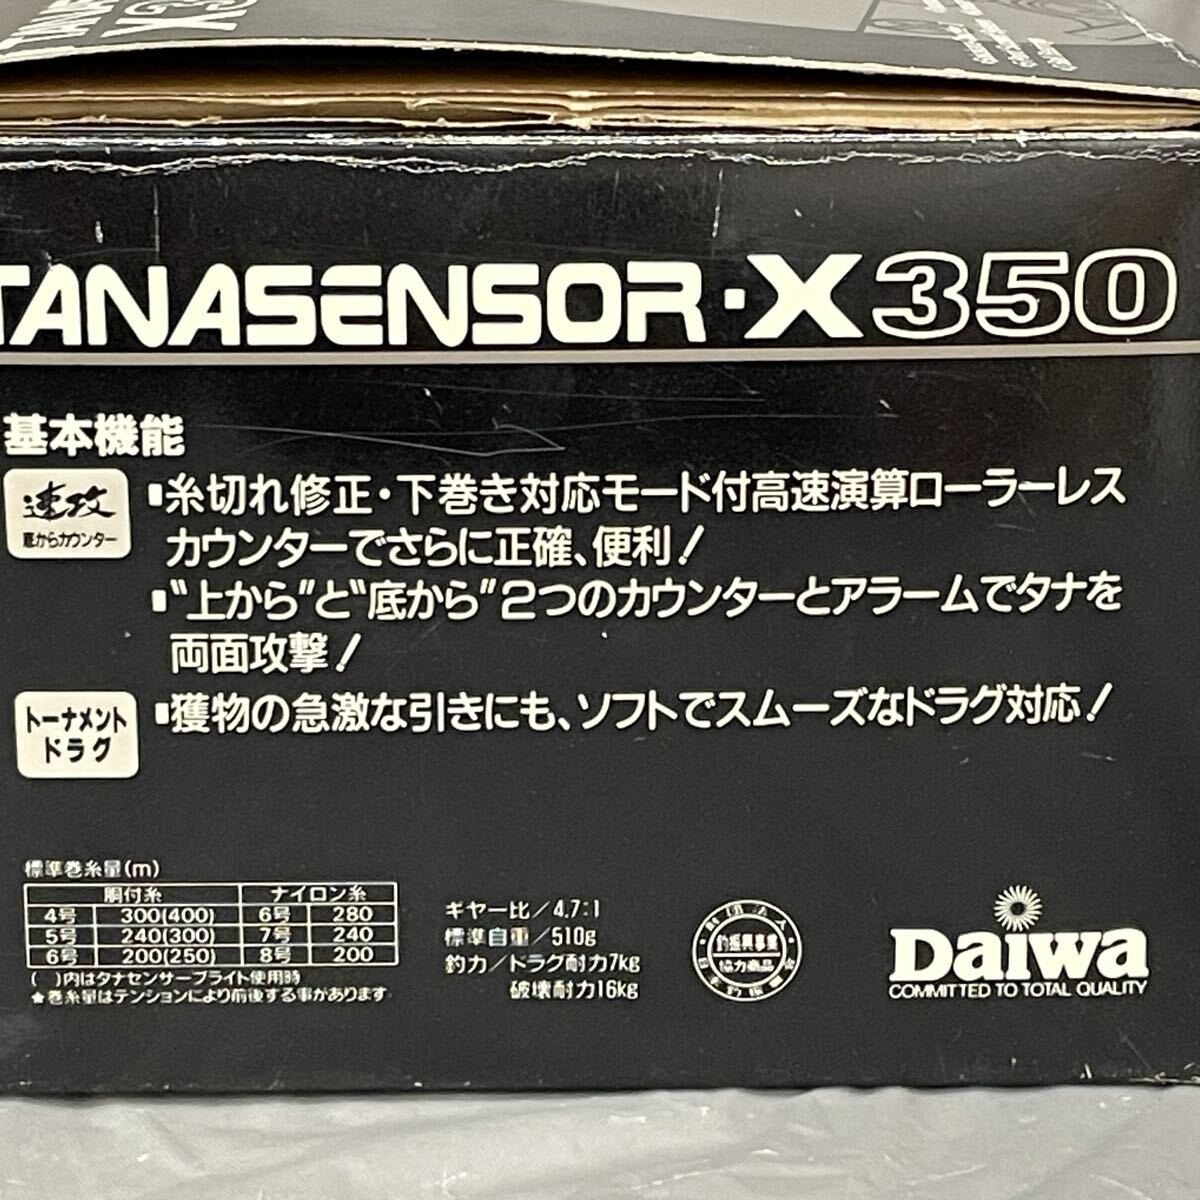 TANASENSOR・X350
基本機能
速攻
底からカウンター
■糸切れ修正・下巻き対応モード付高速演算ローラーレス
カウンターでさらに正確、便利！
■“上から”と“底から”2つのカウンターとアラームでタナを
両面攻撃！
トーナメント
ドラグ
■獲物の急激な引きにも、ソフトでスムーズなドラグ対応！
標準巻糸量(m)
胴付糸 ナイロン糸
4号 300(400) 6号 280
5号 240(300) 7号 240
6号 200(250) 8号 200
( )内はタナセンサーブライト使用時
★巻糸量はテンションにより前後する事があります
ギヤー比/4.7:1
標準自重/510g
釣力/ドラグ耐力7kg
破壊耐力16kg
釣振興事業
協力商品
DAIWA
COMMITTED TO TOTAL QUALITY